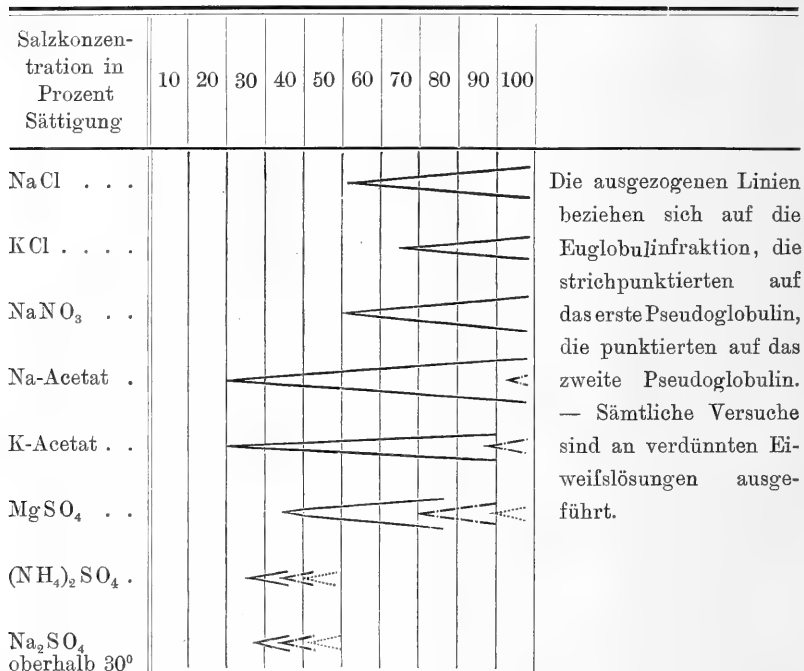 Salzkonzen-
tration in
Prozent
Sättigung
10 20 30 40 50 60 70 80 90 100
NaCl . . .
KCl . . . .
NaNO₃ . .
Na-Acetat .
K-Acetat . .
MgSO₄ . .
(NH₄)₂SO₄ .
Na₂SO₄
oberhalb 30⁰
Die ausgezogenen Linien
beziehen sich auf die
Euglobulinfraktion, die
strichpunktierten auf
das erste Pseudoglobulin,
die punktierten auf das
zweite Pseudoglobulin.
— Sämtliche Versuche
sind an verdünnten Ei-
weifslösungen ausge-
führt.